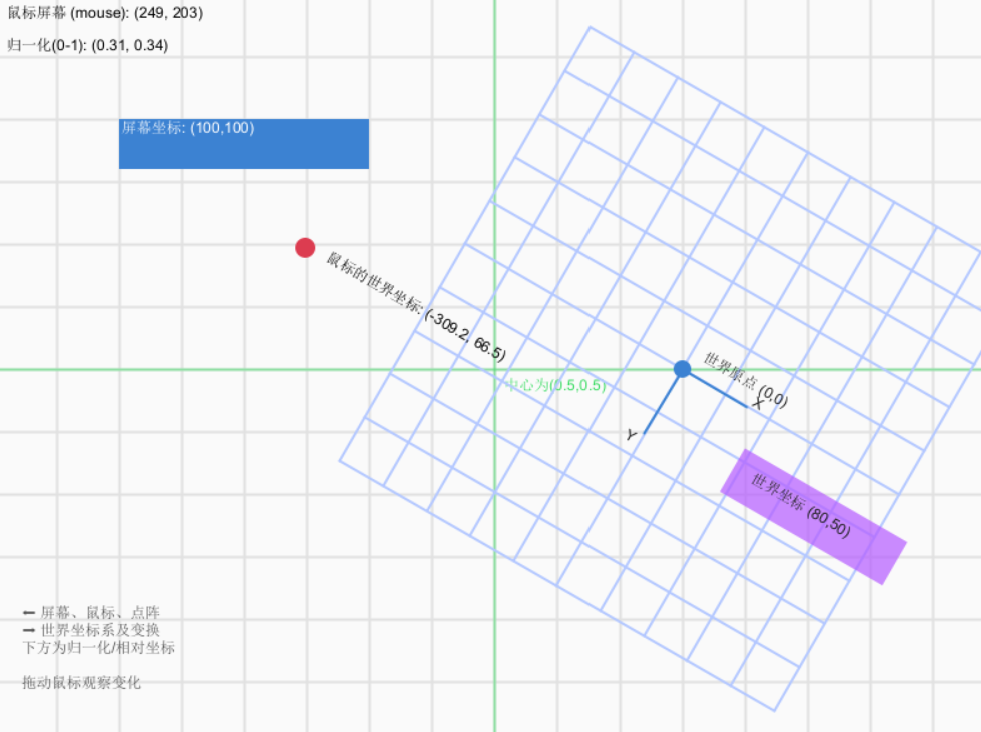 鼠标屏幕 (mouse): (249, 203)
归一化(0-1): (0.31, 0.34)
屏幕坐标: (100,100)
鼠标的世界坐标: (-309.2, 66.5)
世界原点 (0,0)
X
中心为(0.5,0.5)
Y
世界坐标 (80,50)
← 屏幕、鼠标、点阵
→ 世界坐标系及变换
下方为归一化/相对坐标
拖动鼠标观察变化